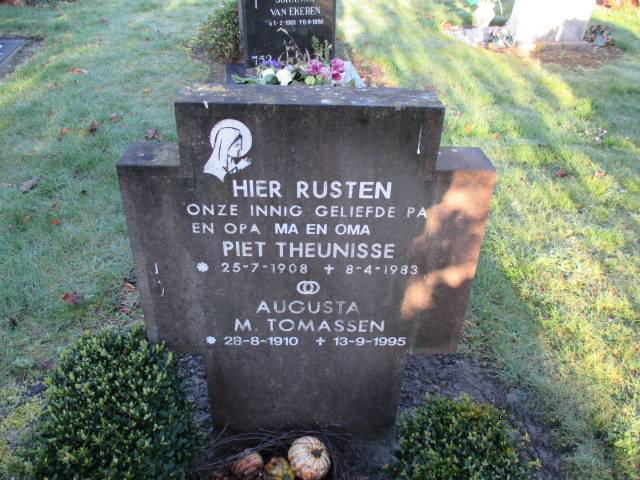 VAN EKEREN
HIER RUSTEN
ONZE INNIG GELIEFDE PA
EN OPA MA EN OMA
PIET THEUNISSE
* 25-7-1908 + 8-4-1983
AUGUSTA
M. TOMASSEN
* 28-8-1910 + 13-9-1995